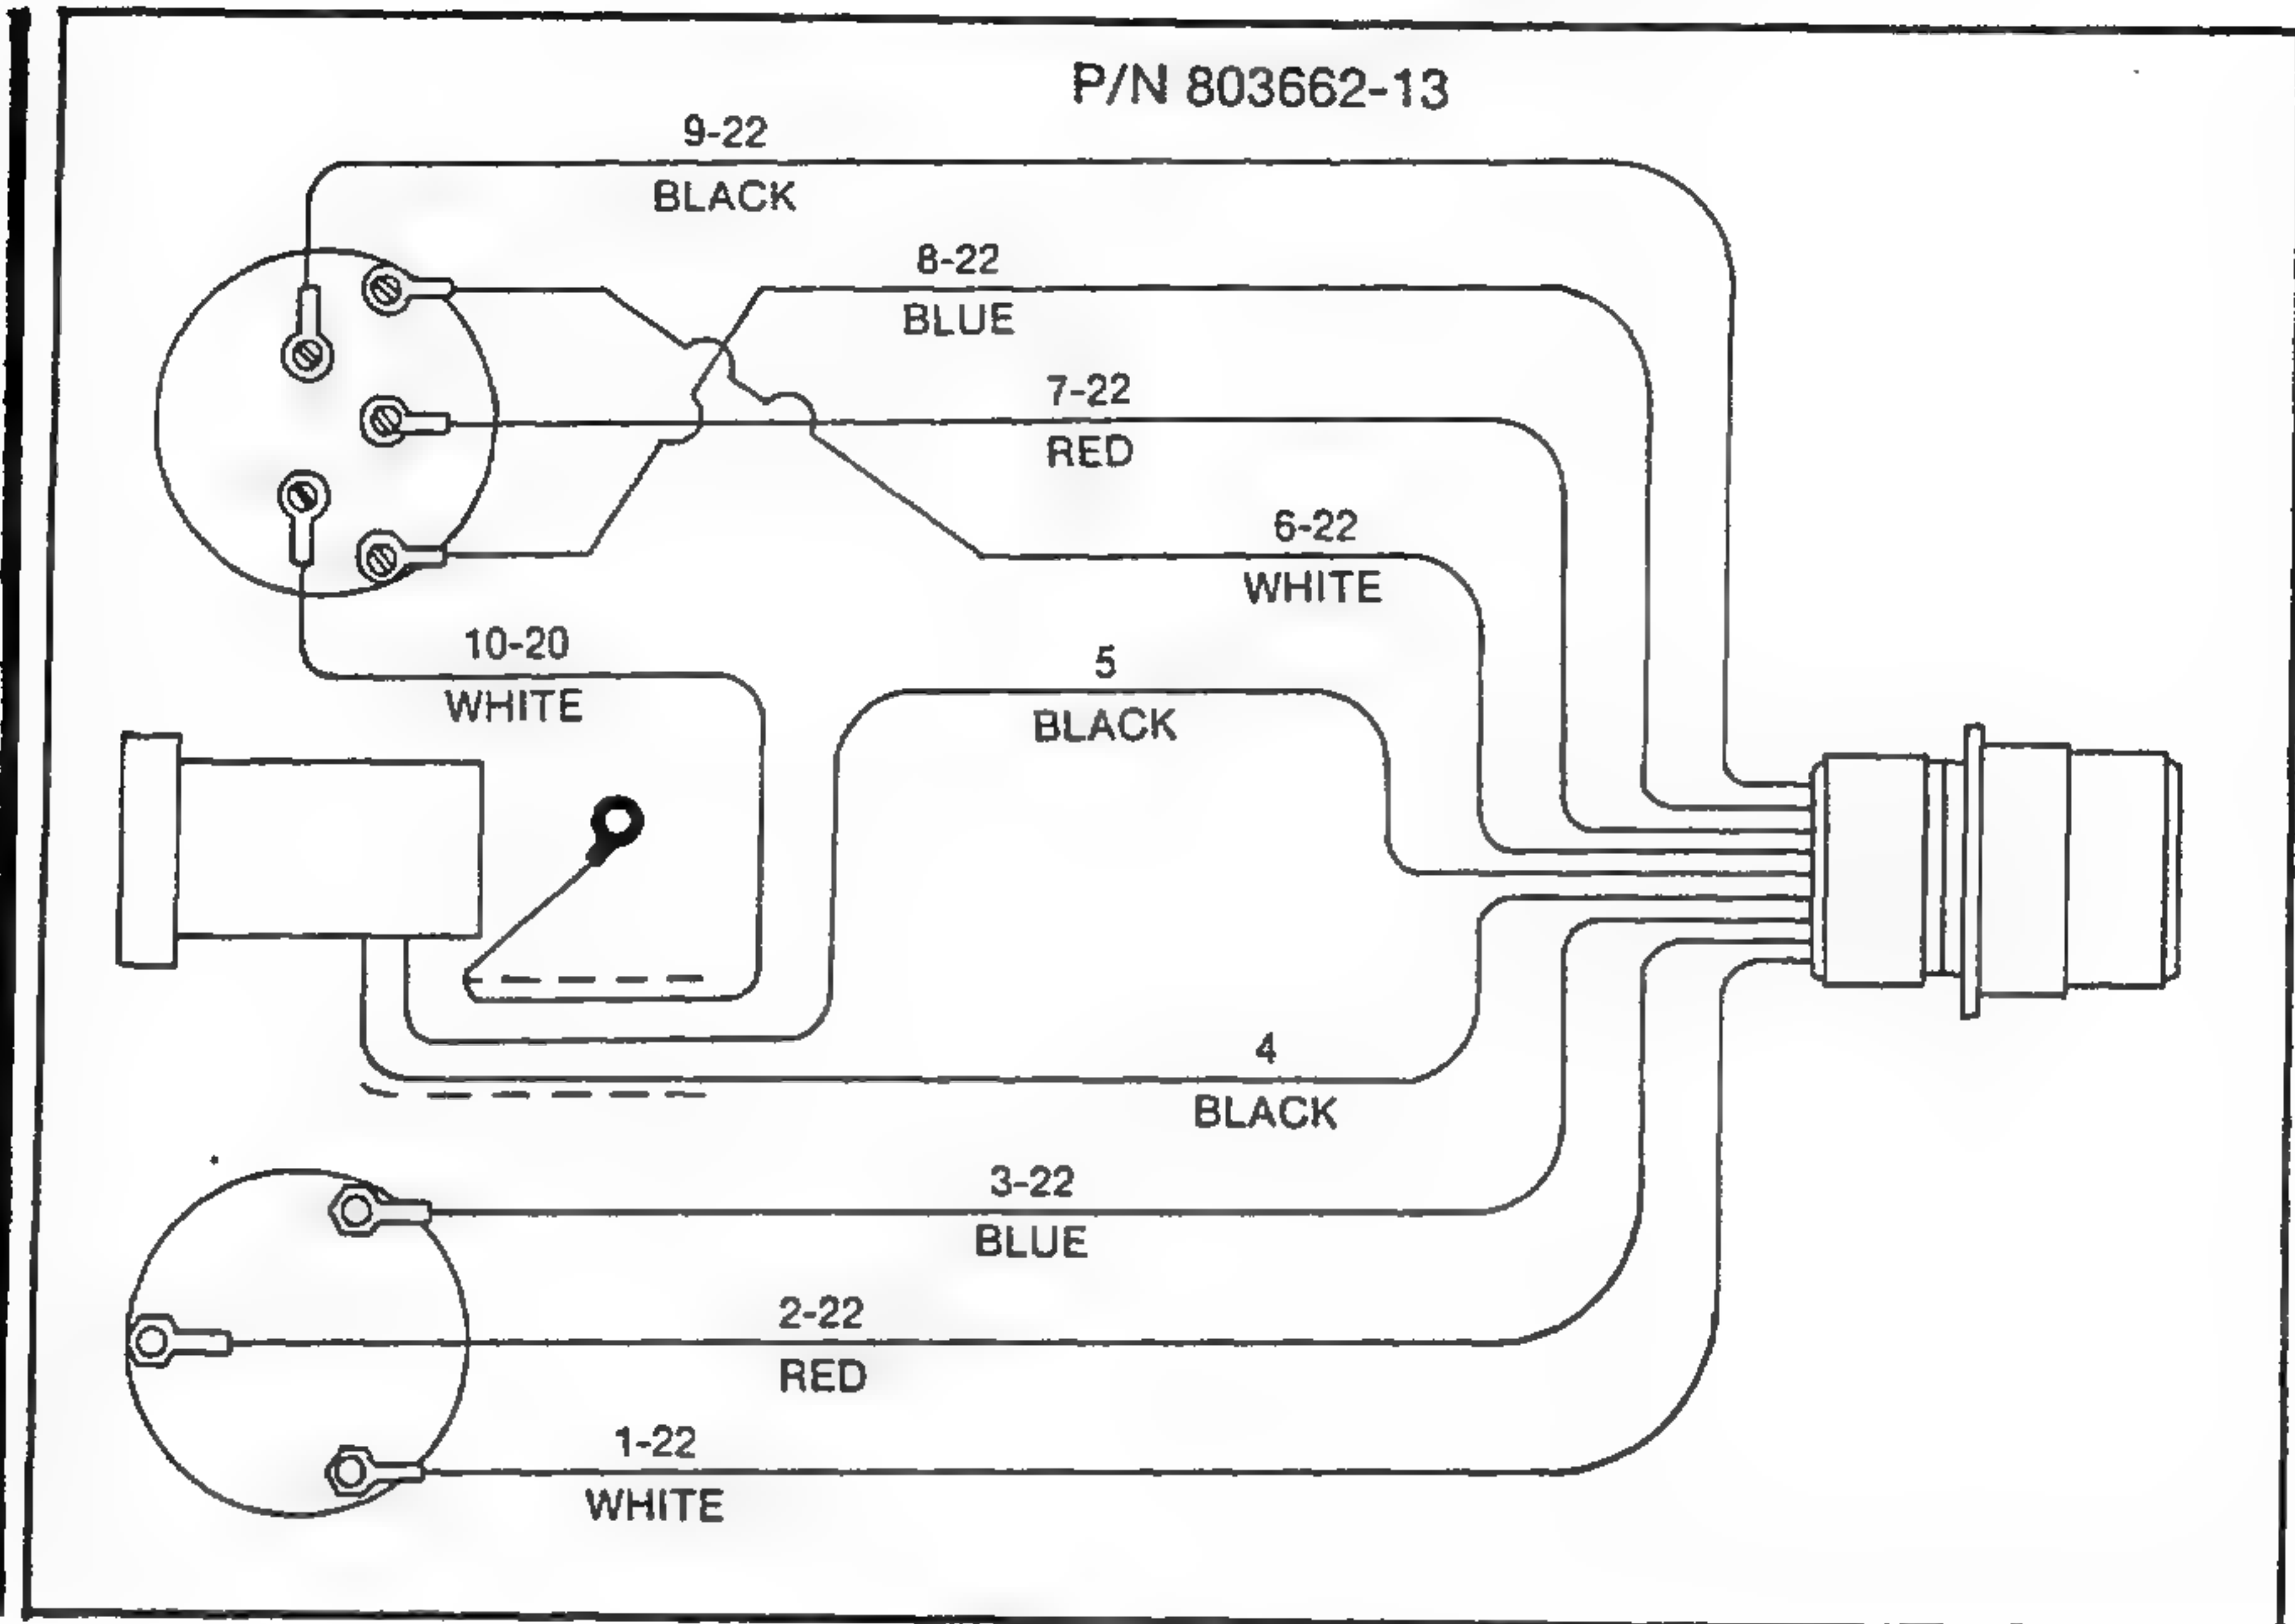 P/N 803662-13
9-22
BLACK
8-22
BLUE
7-22
RED
6-22
WHITE
10-20
WHITE
5
BLACK
4
BLACK
3-22
BLUE
2-22
RED
1-22
WHITE